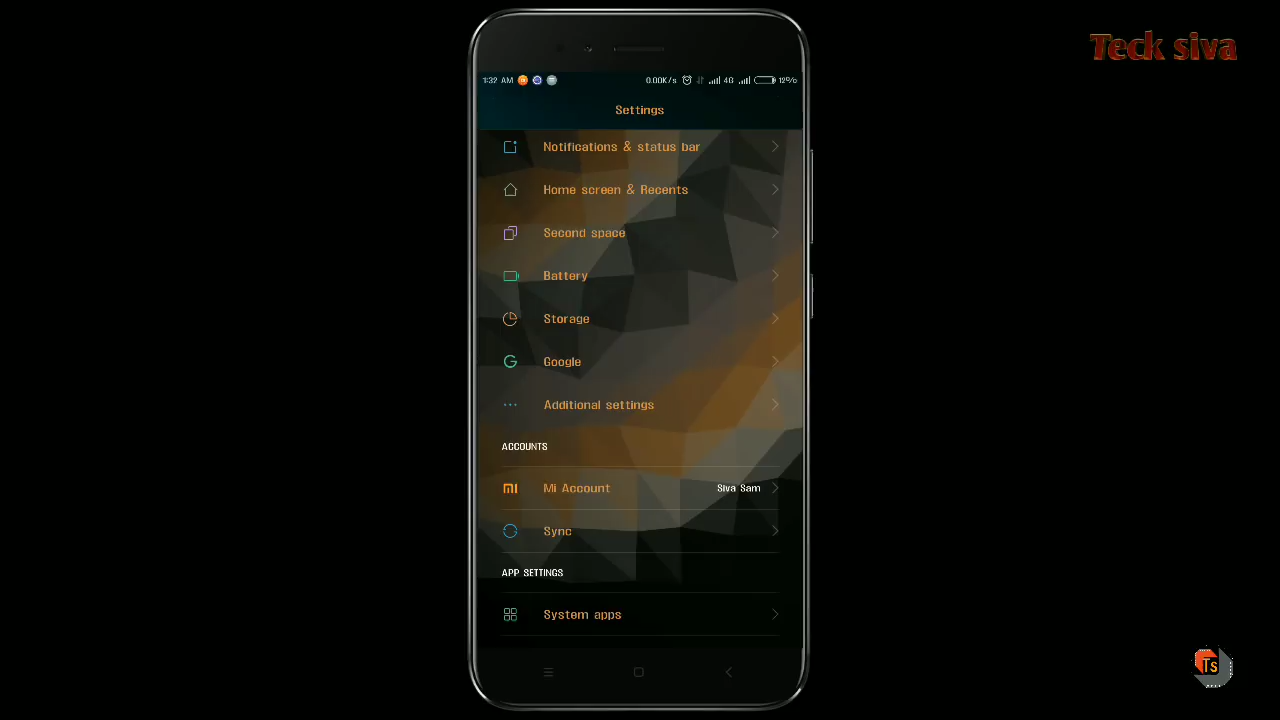 Teck siva
1:32 AM 0.00K/s 4G 12%
Settings
Notifications & status bar
Home screen & Recents
Second space
Battery
Storage
Google
Additional settings
ACCOUNTS
Mi Account Siva Sam
Sync
APP SETTINGS
System apps
Ts